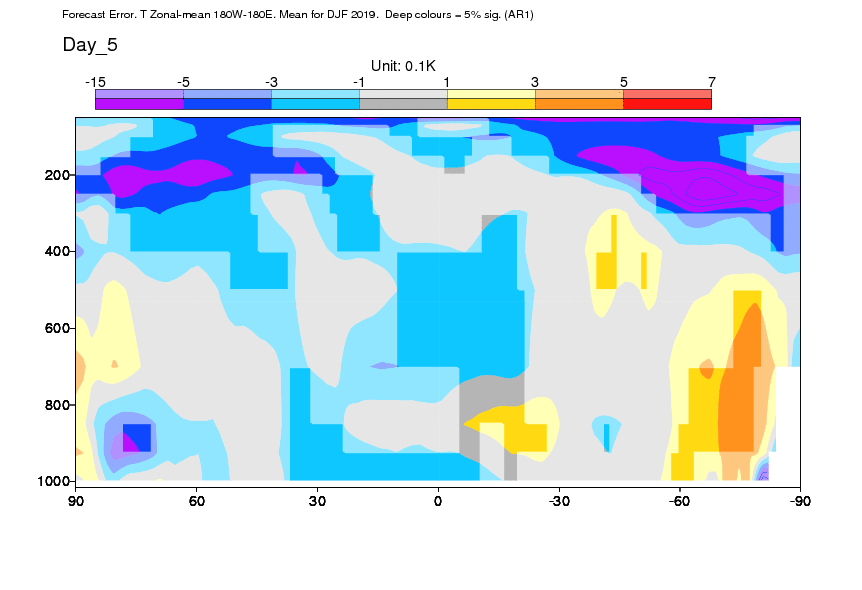 Forecast Error. T Zonal-mean 180W-180E. Mean for DJF 2019.  Deep colours = 5% sig. (AR1)
Day_5
Unit: 0.1K
-15 -5 -3 -1 1 3 5 7
200
400
600
800
1000
90 60 30 0 -30 -60 -90